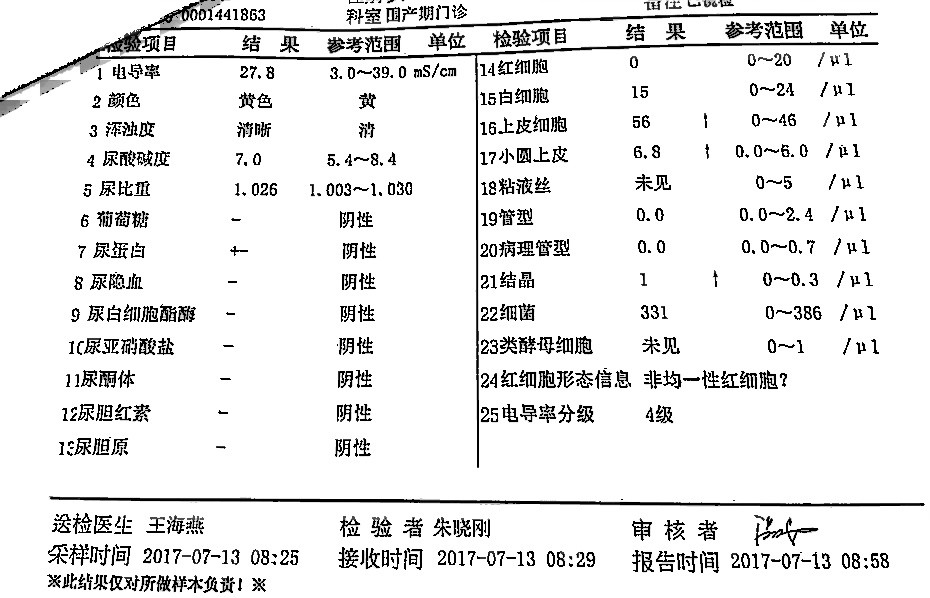 0001441863
科室 围产期门诊
检验项目 结 果 参考范围 单位 检验项目 结 果 参考范围 单位
1 电导率 27.8 3.0～39.0 mS/cm 14红细胞 0 0～20 /μl
2 颜色 黄色 黄 15白细胞 15 0～24 /μl
3 浑浊度 清晰 清 16上皮细胞 56 ↑ 0～46 /μl
4 尿酸碱度 7.0 5.4～8.4 17小圆上皮 6.8 ↑ 0.0～6.0 /μl
5 尿比重 1.026 1.003～1.030 18粘液丝 未见 0～5 /μl
6 葡萄糖 - 阴性 19管型 0.0 0.0～2.4 /μl
7 尿蛋白 +- 阴性 20病理管型 0.0 0.0～0.7 /μl
8 尿隐血 - 阴性 21结晶 1 ↑ 0～0.3 /μl
9 尿白细胞酯酶 - 阴性 22细菌 331 0～386 /μl
10尿亚硝酸盐 - 阴性 23类酵母细胞 未见 0～1 /μl
11尿酮体 - 阴性 24红细胞形态信息 非均一性红细胞?
12尿胆红素 - 阴性 25电导率分级 4级
13尿胆原 - 阴性
送检医生 王海燕 检验者 朱晓刚 审核者
采样时间 2017-07-13 08:25 接收时间 2017-07-13 08:29 报告时间 2017-07-13 08:58
※此结果仅对所做样本负责! ※